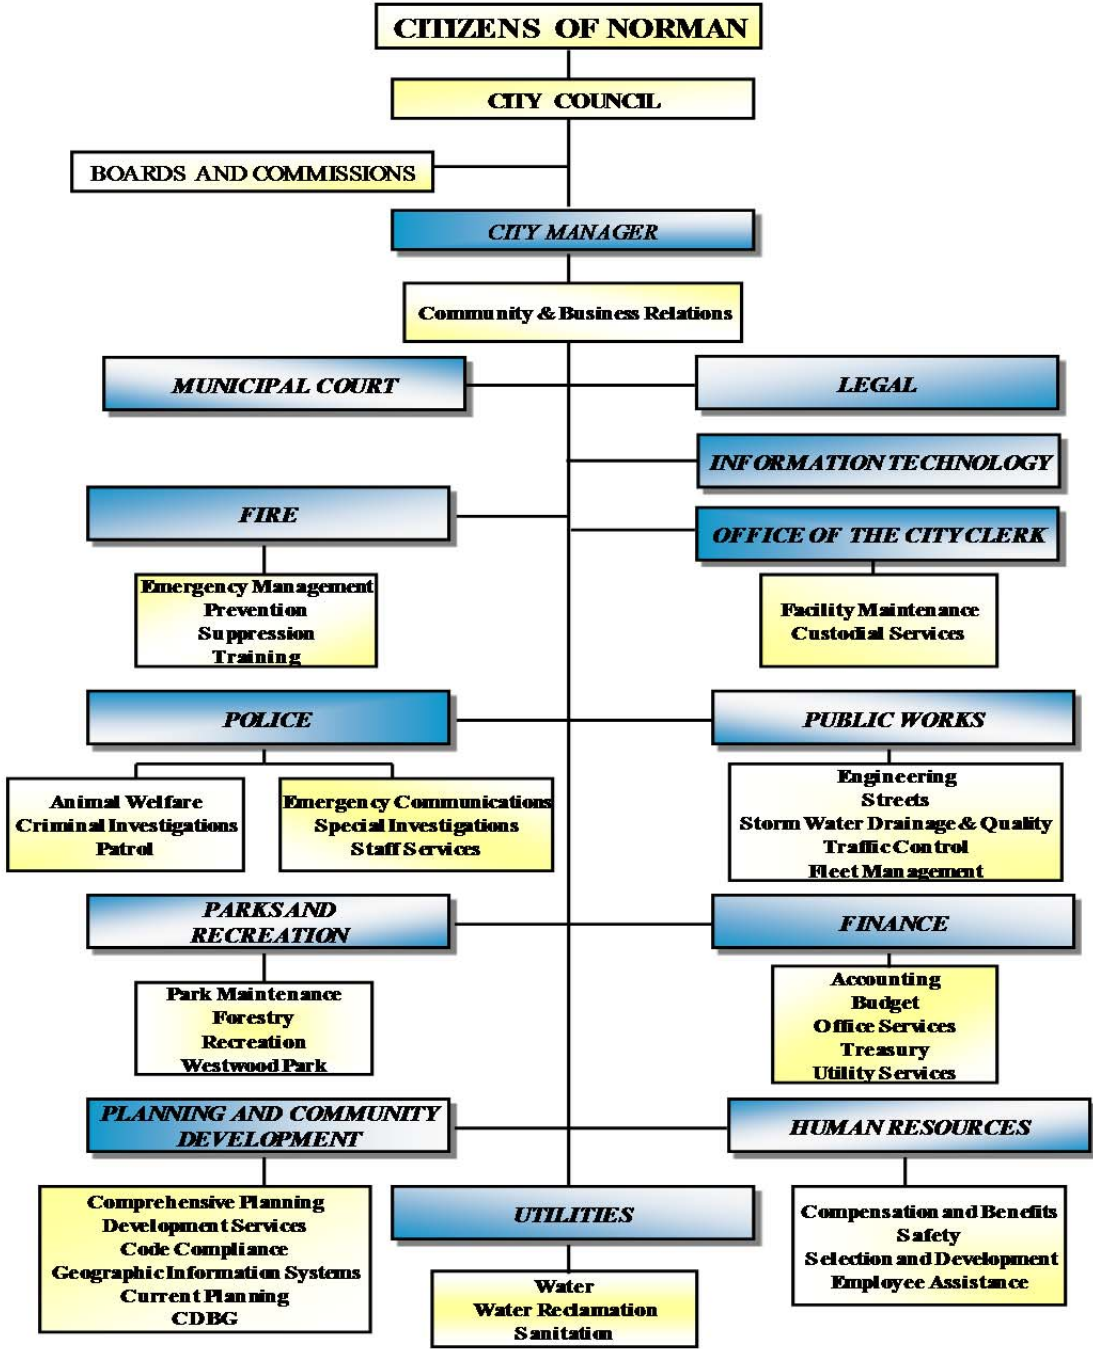 CITIZENS OF NORMAN
CITY COUNCIL
BOARDS AND COMMISSIONS
CITY MANAGER
Community & Business Relations
MUNICIPAL COURT
LEGAL
INFORMATION TECHNOLOGY
FIRE
OFFICE OF THE CITY CLERK
Emergency Management
Prevention
Suppression
Training
Facility Maintenance
Custodial Services
POLICE
PUBLIC WORKS
Animal Welfare
Criminal Investigations
Patrol
Emergency Communications
Special Investigations
Staff Services
Engineering
Streets
Storm Water Drainage & Quality
Traffic Control
Fleet Management
PARKS AND
RECREATION
FINANCE
Park Maintenance
Forestry
Recreation
Westwood Park
Accounting
Budget
Office Services
Treasury
Utility Services
PLANNING AND COMMUNITY
DEVELOPMENT
HUMAN RESOURCES
Comprehensive Planning
Development Services
Code Compliance
Geographic Information Systems
Current Planning
CDBG
UTILITIES
Water
Water Reclamation
Sanitation
Compensation and Benefits
Safety
Selection and Development
Employee Assistance